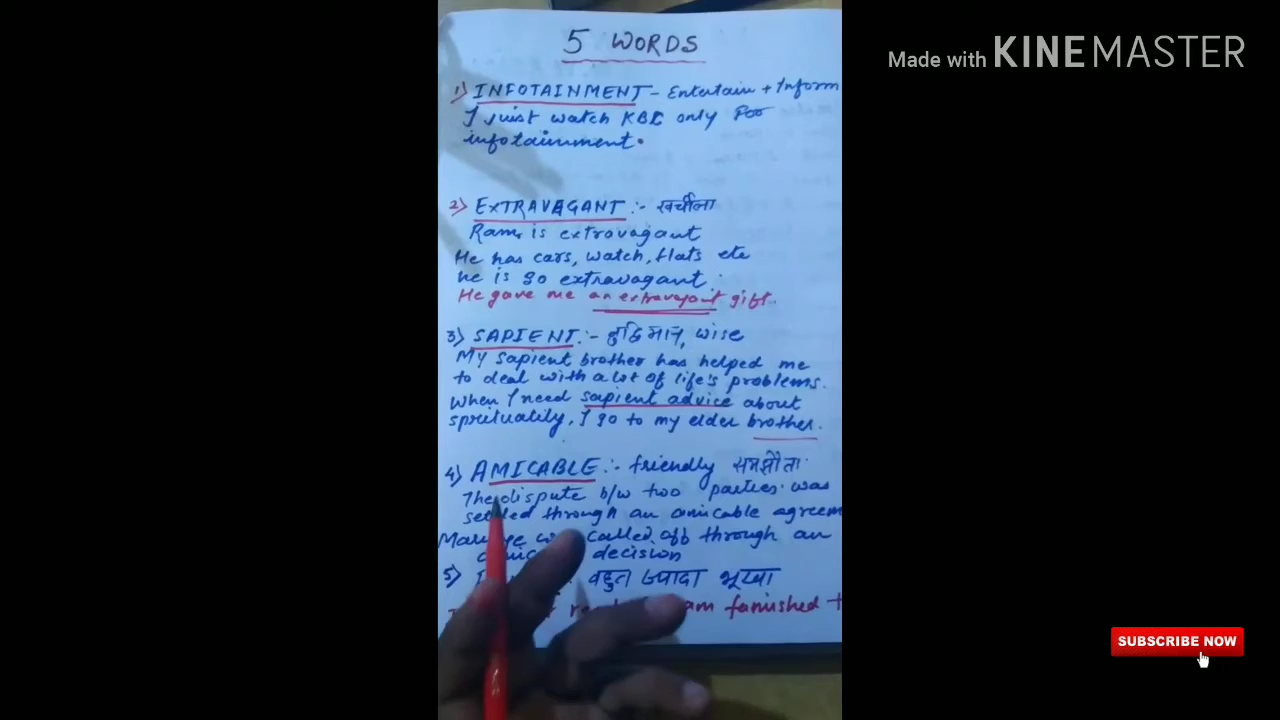 Made with KINEMASTER
5 WORDS
1) INFOTAINMENT - Entertain + Inform
I just watch KBC only for
infotainment.
2) EXTRAVAGANT :- खर्चीला
Ram is extravagant
He has cars, watch, flats etc
he is so extravagant.
He gave me an extravagant gift.
3) SAPIENT :- बुद्धिमान, wise
My sapient brother has helped me
to deal with a lot of life's problems.
When I need sapient advice about
sprituality, I go to my elder brother.
4) AMICABLE :- friendly समझौता
The dispute b/w two parties was
settled through an amicable agreem
Marriage called off through an
decision
5) बहुत ज्यादा भूखा
am famished
SUBSCRIBE NOW